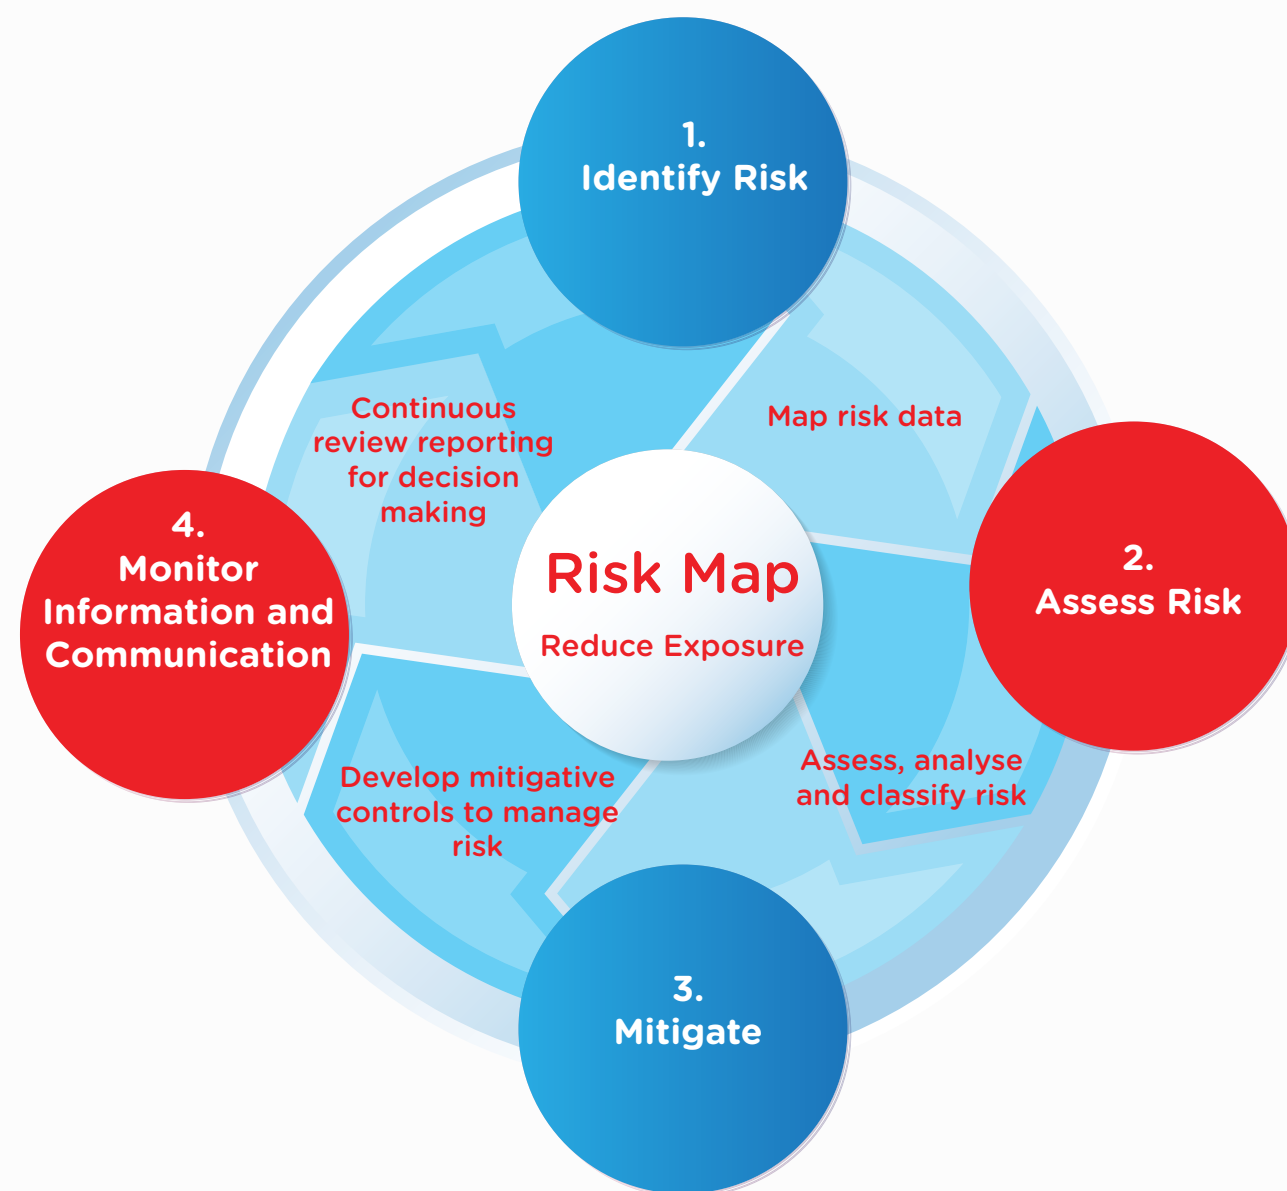 1.
Identify Risk
Map risk data
2.
Assess Risk
Assess, analyse
and classify risk
3.
Mitigate
Develop mitigative
controls to manage
risk
4.
Monitor
Information and
Communication
Continuous
review reporting
for decision
making
Risk Map
Reduce Exposure